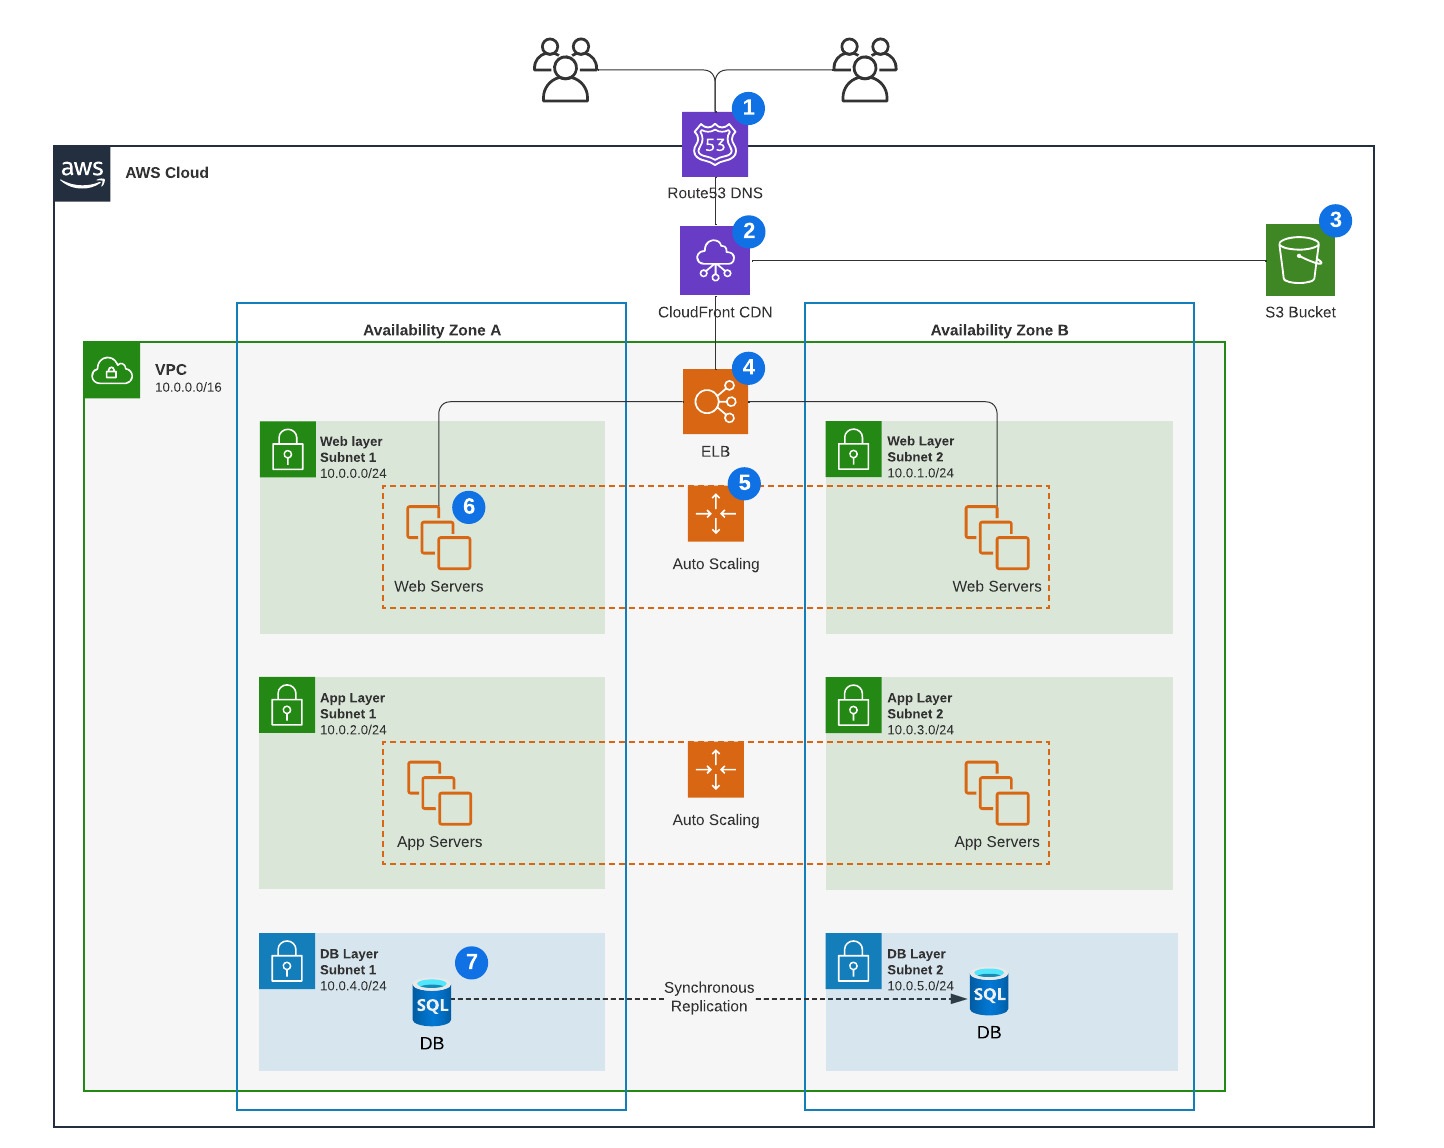 1
53
Route53 DNS
aws
AWS Cloud
2
CloudFront CDN
3
S3 Bucket
Availability Zone A
Availability Zone B
VPC
10.0.0.0/16
4
ELB
Web layer
Subnet 1
10.0.0.0/24
Web Layer
Subnet 2
10.0.1.0/24
5
Auto Scaling
6
Web Servers
Web Servers
App Layer
Subnet 1
10.0.2.0/24
App Layer
Subnet 2
10.0.3.0/24
Auto Scaling
App Servers
App Servers
DB Layer
Subnet 1
10.0.4.0/24
7
SQL
DB
Synchronous
Replication
DB Layer
Subnet 2
10.0.5.0/24
SQL
DB